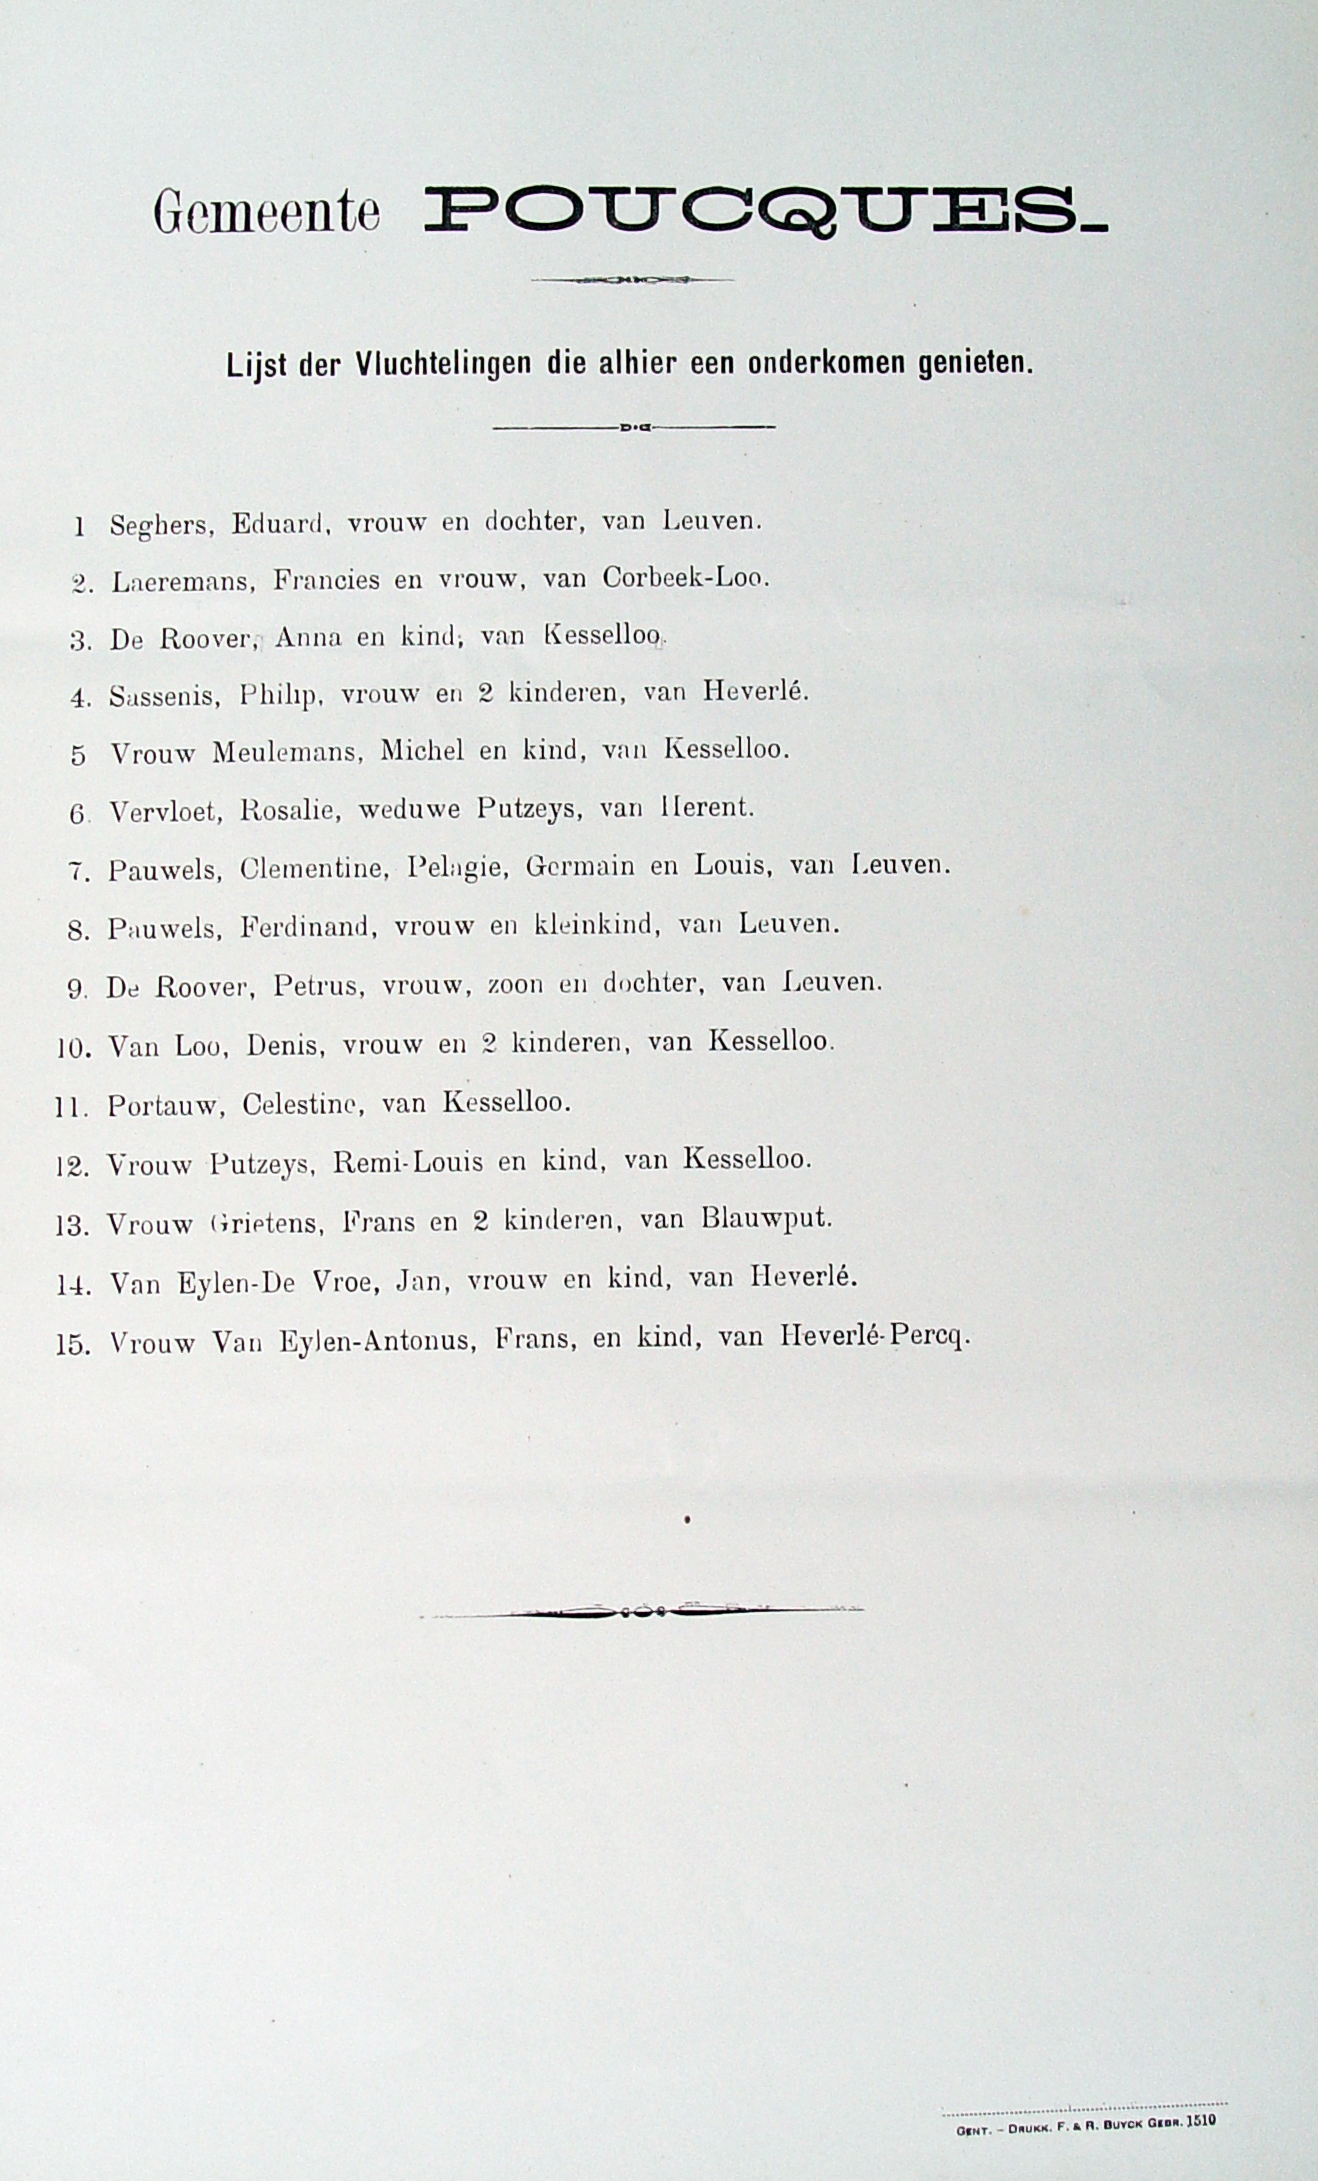 Gemeente POUCQUES.
Lijst der Vluchtelingen die alhier een onderkomen genieten.
1 Seghers, Eduard, vrouw en dochter, van Leuven.
2. Laeremans, Francies en vrouw, van Corbeek-Loo.
3. De Roover, Anna en kind, van Kesselloo.
4. Sassenis, Philip, vrouw en 2 kinderen, van Heverlé.
5 Vrouw Meulemans, Michel en kind, van Kesselloo.
6. Vervloet, Rosalie, weduwe Putzeys, van Herent.
7. Pauwels, Clementine, Pelagie, Germain en Louis, van Leuven.
8. Pauwels, Ferdinand, vrouw en kleinkind, van Leuven.
9. De Roover, Petrus, vrouw, zoon en dochter, van Leuven.
10. Van Loo, Denis, vrouw en 2 kinderen, van Kesselloo.
11. Portauw, Celestine, van Kesselloo.
12. Vrouw Putzeys, Remi-Louis en kind, van Kesselloo.
13. Vrouw Grietens, Frans en 2 kinderen, van Blauwput.
14. Van Eylen-De Vroe, Jan, vrouw en kind, van Heverlé.
15. Vrouw Van Eylen-Antonus, Frans, en kind, van Heverlé-Percq.
GENT. – DRUKK. F. & R. BUYCK GEBR. 1510